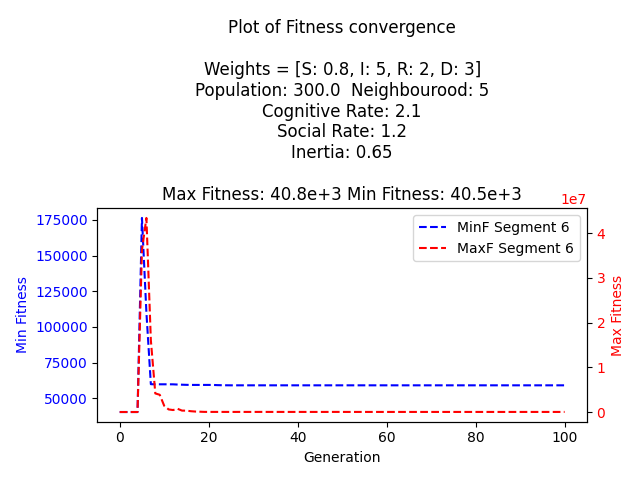 Plot of Fitness convergence
Weights = [S: 0.8, I: 5, R: 2, D: 3]
Population: 300.0  Neighbourood: 5
Cognitive Rate: 2.1
Social Rate: 1.2
Inertia: 0.65
Max Fitness: 40.8e+3 Min Fitness: 40.5e+3
1e7
175000
150000
125000
100000
75000
50000
Min Fitness
MinF Segment 6
MaxF Segment 6
4
3
2
1
0
Max Fitness
0 20 40 60 80 100
Generation